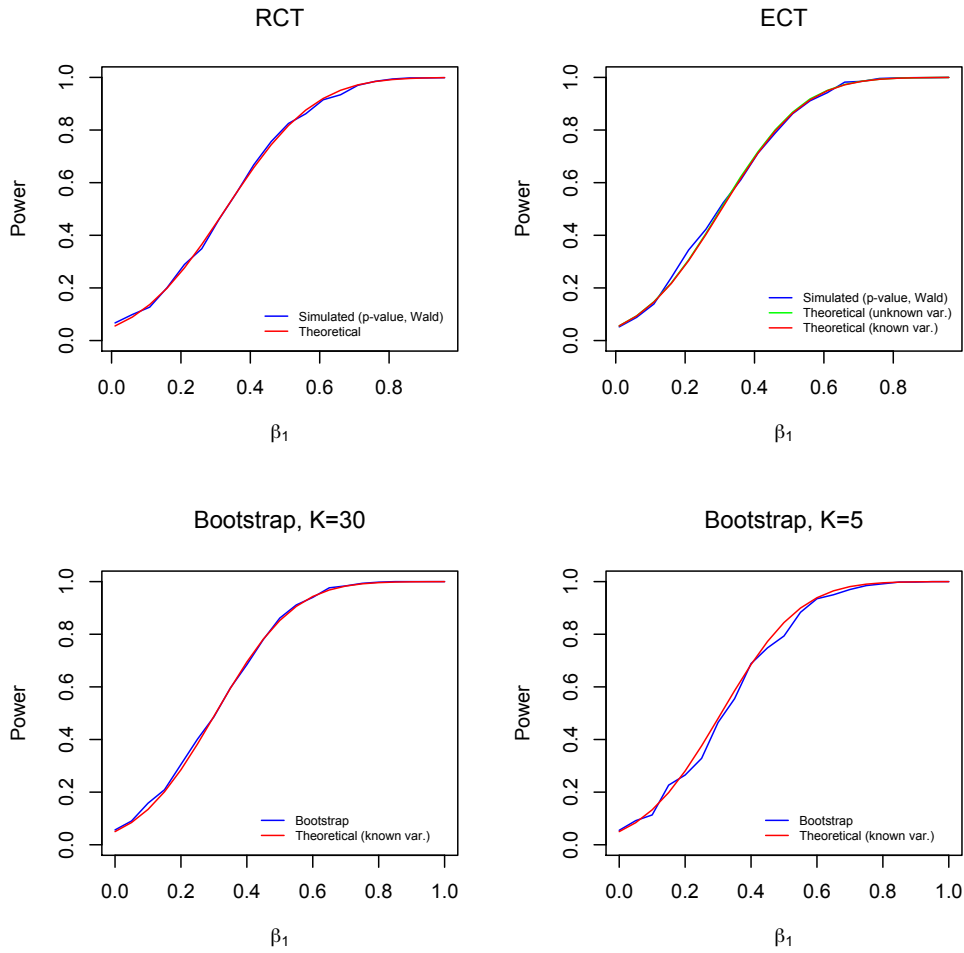 RCT
Power
0.0 0.2 0.4 0.6 0.8 1.0
Simulated (p-value, Wald)
Theoretical
0.0 0.2 0.4 0.6 0.8
β1
ECT
Power
0.0 0.2 0.4 0.6 0.8 1.0
Simulated (p-value, Wald)
Theoretical (unknown var.)
Theoretical (known var.)
0.0 0.2 0.4 0.6 0.8
β1
Bootstrap, K=30
Power
0.0 0.2 0.4 0.6 0.8 1.0
Bootstrap
Theoretical (known var.)
0.0 0.2 0.4 0.6 0.8 1.0
β1
Bootstrap, K=5
Power
0.0 0.2 0.4 0.6 0.8 1.0
Bootstrap
Theoretical (known var.)
0.0 0.2 0.4 0.6 0.8 1.0
β1